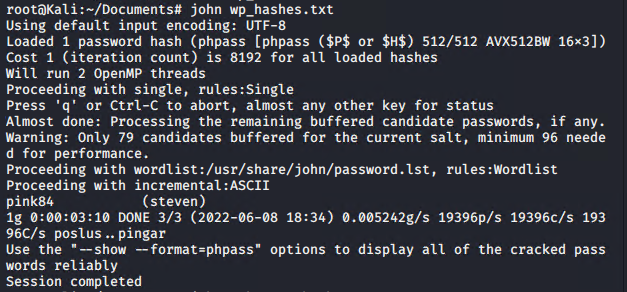 root@Kali:~/Documents# john wp_hashes.txt
Using default input encoding: UTF-8
Loaded 1 password hash (phpass [phpass ($P$ or $H$) 512/512 AVX512BW 16×3])
Cost 1 (iteration count) is 8192 for all loaded hashes
Will run 2 OpenMP threads
Proceeding with single, rules:Single
Press 'q' or Ctrl-C to abort, almost any other key for status
Almost done: Processing the remaining buffered candidate passwords, if any.
Warning: Only 79 candidates buffered for the current salt, minimum 96 neede
d for performance.
Proceeding with wordlist:/usr/share/john/password.lst, rules:Wordlist
Proceeding with incremental:ASCII
pink84           (steven)
1g 0:00:03:10 DONE 3/3 (2022-06-08 18:34) 0.005242g/s 19396p/s 19396c/s 193
96C/s poslus..pingar
Use the "--show --format=phpass" options to display all of the cracked pass
words reliably
Session completed